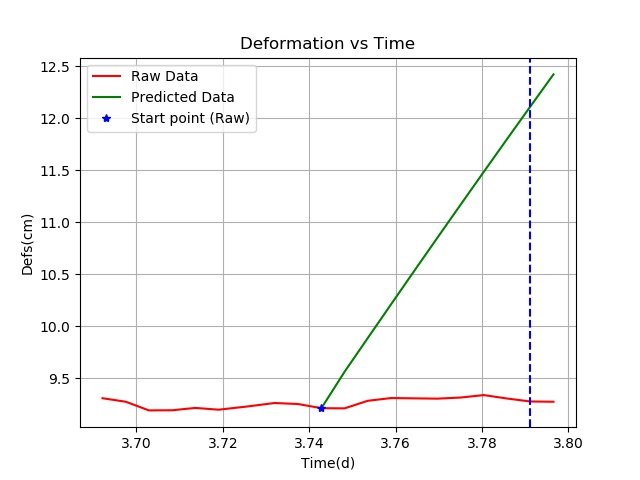 Deformation vs Time
Raw Data
Predicted Data
Start point (Raw)
Defs(cm)
12.5
12.0
11.5
11.0
10.5
10.0
9.5
3.70 3.72 3.74 3.76 3.78 3.80
Time(d)